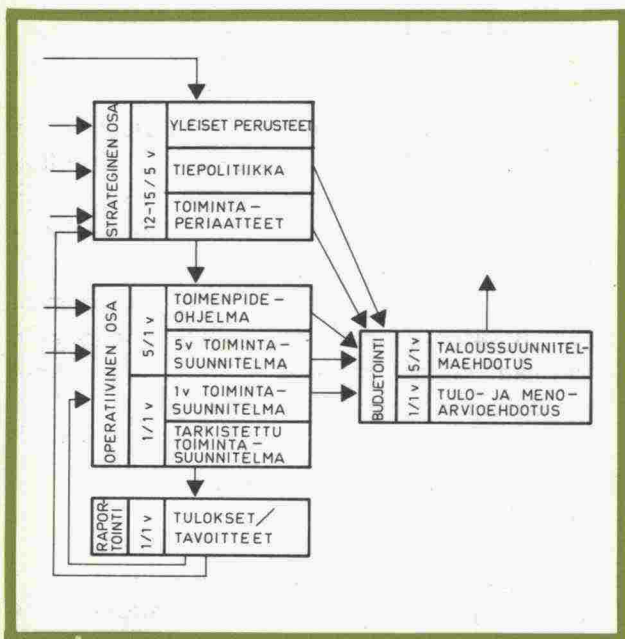 STRATEGINEN OSA
12-15 / 5 v
YLEISET PERUSTEET
TIEPOLITIIKKA
TOIMINTA-
PERIAATTEET
OPERATIIVINEN OSA
5/1 v
TOIMENPIDE-
OHJELMA
5v TOIMINTA-
SUUNNITELMA
1/1 v
1v TOIMINTA-
SUUNNITELMA
TARKISTETTU
TOIMINTA-
SUUNNITELMA
RAPOR-
TOINTI
1/1 v
TULOKSET/
TAVOITTEET
BUDJETOINTI
5/1v
TALOUSSUUNNITEL-
MAEHDOTUS
1/1v
TULO- JA MENO-
ARVIOEHDOTUS